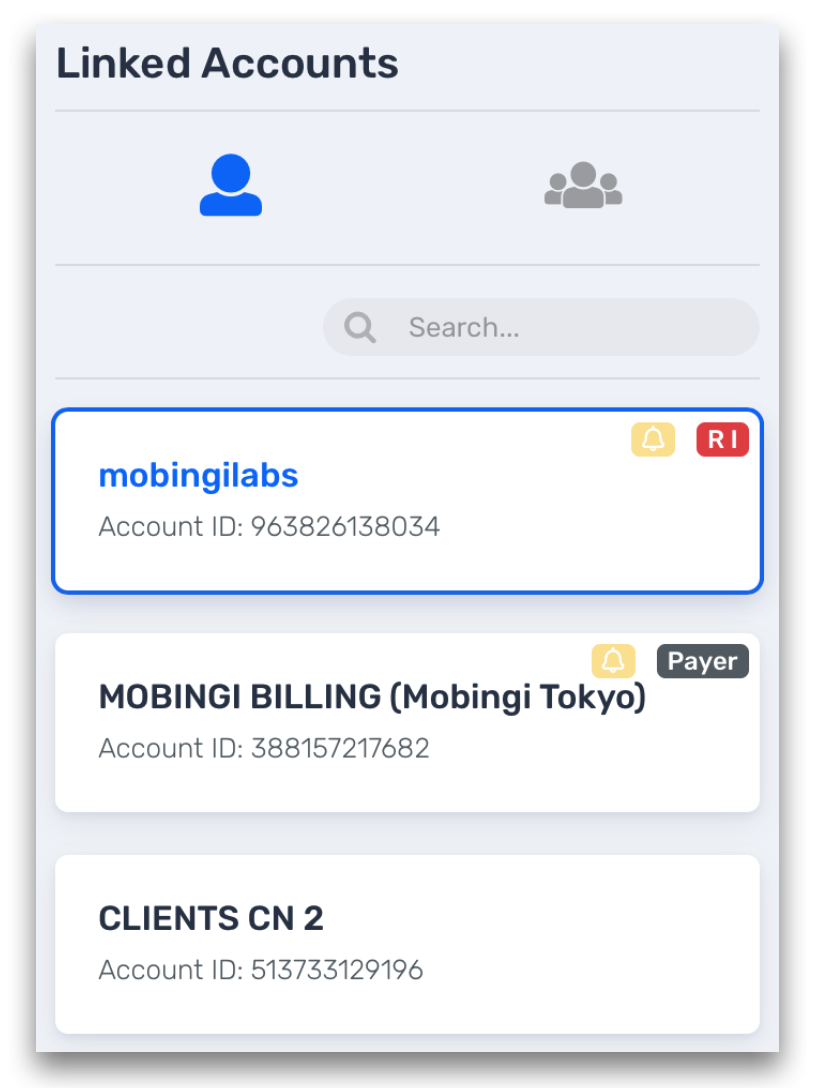 Linked Accounts
Search...
R I
mobingilabs
Account ID: 963826138034
Payer
MOBINGI BILLING (Mobingi Tokyo)
Account ID: 388157217682
CLIENTS CN 2
Account ID: 513733129196